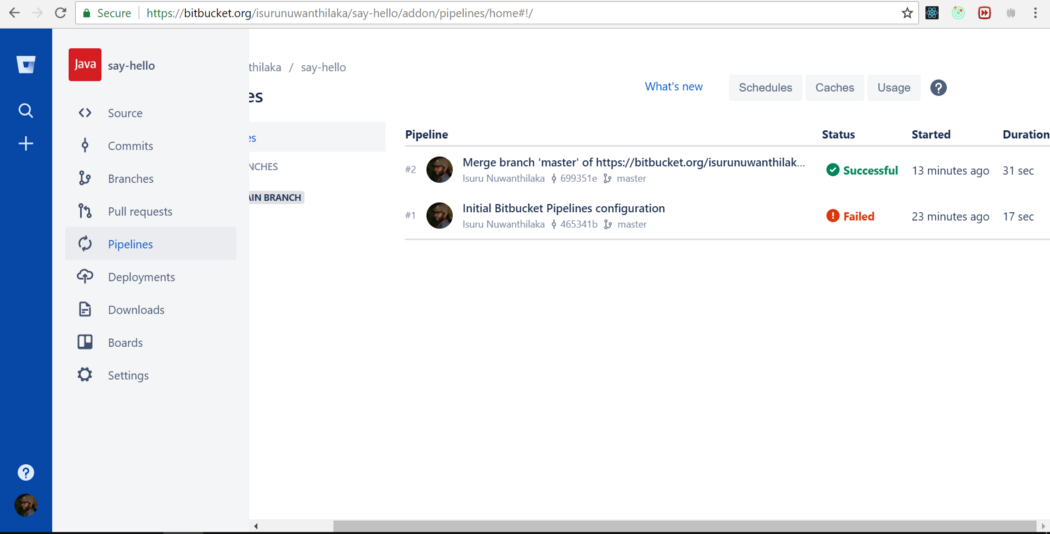 Secure https://bitbucket.org/isurunuwanthilaka/say-hello/addon/pipelines/home#!/
Java say-hello
Source
Commits
Branches
Pull requests
Pipelines
Deployments
Downloads
Boards
Settings
thilaka / say-hello
es
What's new Schedules Caches Usage ?
es
NCHES
AIN BRANCH
Pipeline Status Started Duration
#2 Merge branch 'master' of https://bitbucket.org/isurunuwanthilak... Successful 13 minutes ago 31 sec
Isuru Nuwanthilaka 699351e master
#1 Initial Bitbucket Pipelines configuration Failed 23 minutes ago 17 sec
Isuru Nuwanthilaka 465341b master
?